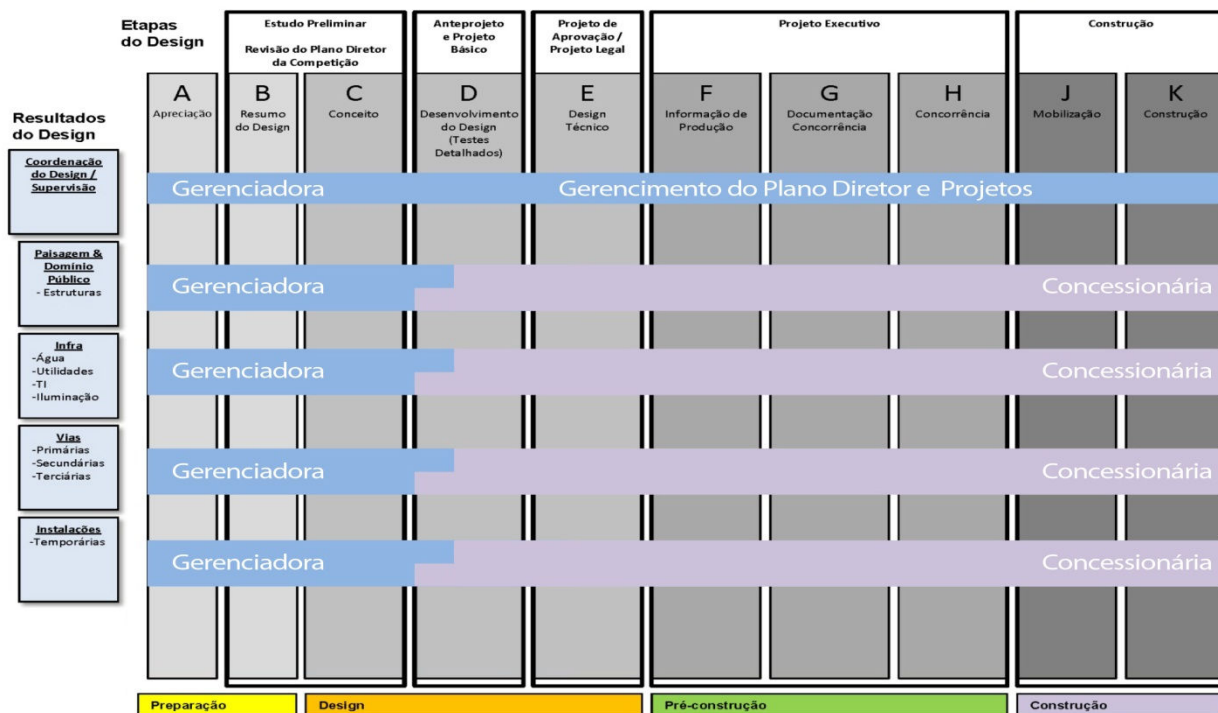 Etapas
do Design
Estudo Preliminar
Revisão do Plano Diretor
da Competição
Anteprojeto
e Projeto
Básico
Projeto de
Aprovação /
Projeto Legal
Projeto Executivo
Construção
Resultados
do Design
A
Apreciação
B
Resumo
do Design
C
Conceito
D
Desenvolvimento
do Design
(Testes
Detalhados)
E
Design
Técnico
F
Informação de
Produção
G
Documentação
Concorrência
H
Concorrência
J
Mobilização
K
Construção
Coordenação
do Design /
Supervisão
Gerenciadora
Gerencimento do Plano Diretor e Projetos
Paisagem &
Domínio
Público
- Estruturas
Gerenciadora
Concessionária
Infra
-Água
-Utilidades
-TI
-Iluminação
Gerenciadora
Concessionária
Vias
-Primárias
-Secundárias
-Terciárias
Gerenciadora
Concessionária
Instalações
-Temporárias
Gerenciadora
Concessionária
Preparação
Design
Pré-construção
Construção